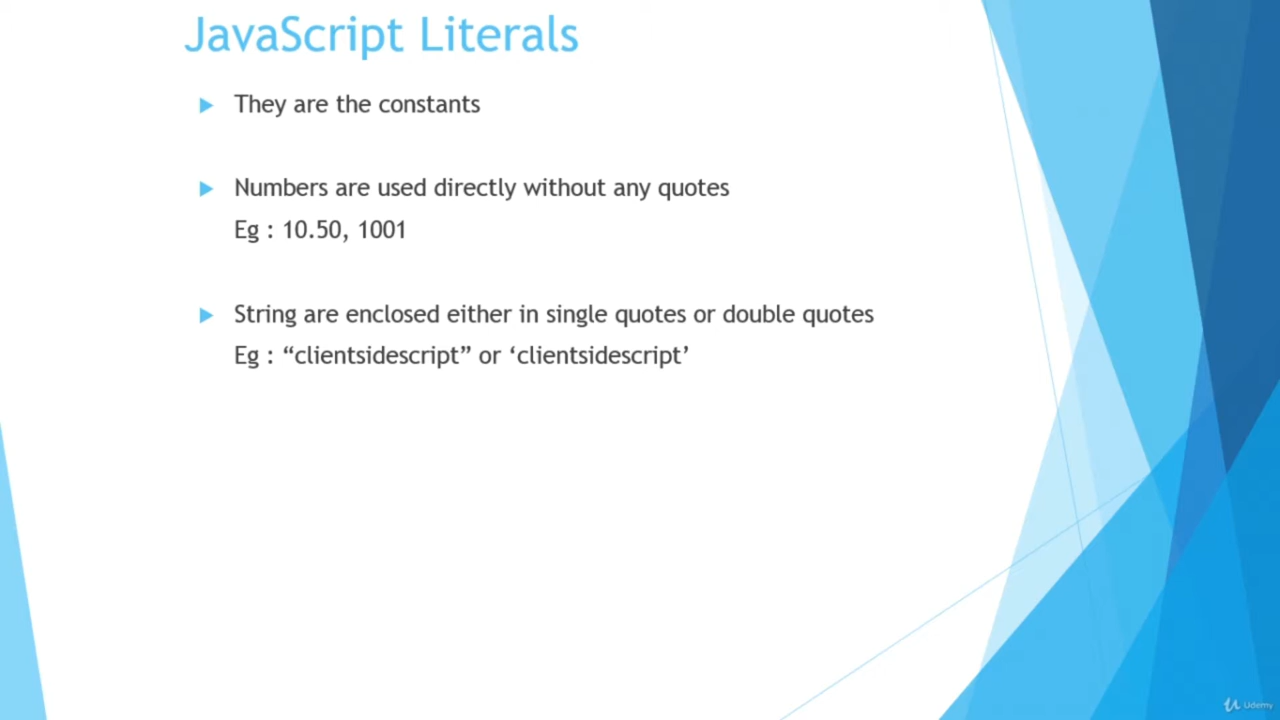 JavaScript Literals
They are the constants
Numbers are used directly without any quotes
Eg : 10.50, 1001
String are enclosed either in single quotes or double quotes
Eg : “clientsidescript” or ‘clientsidescript’
Udemy